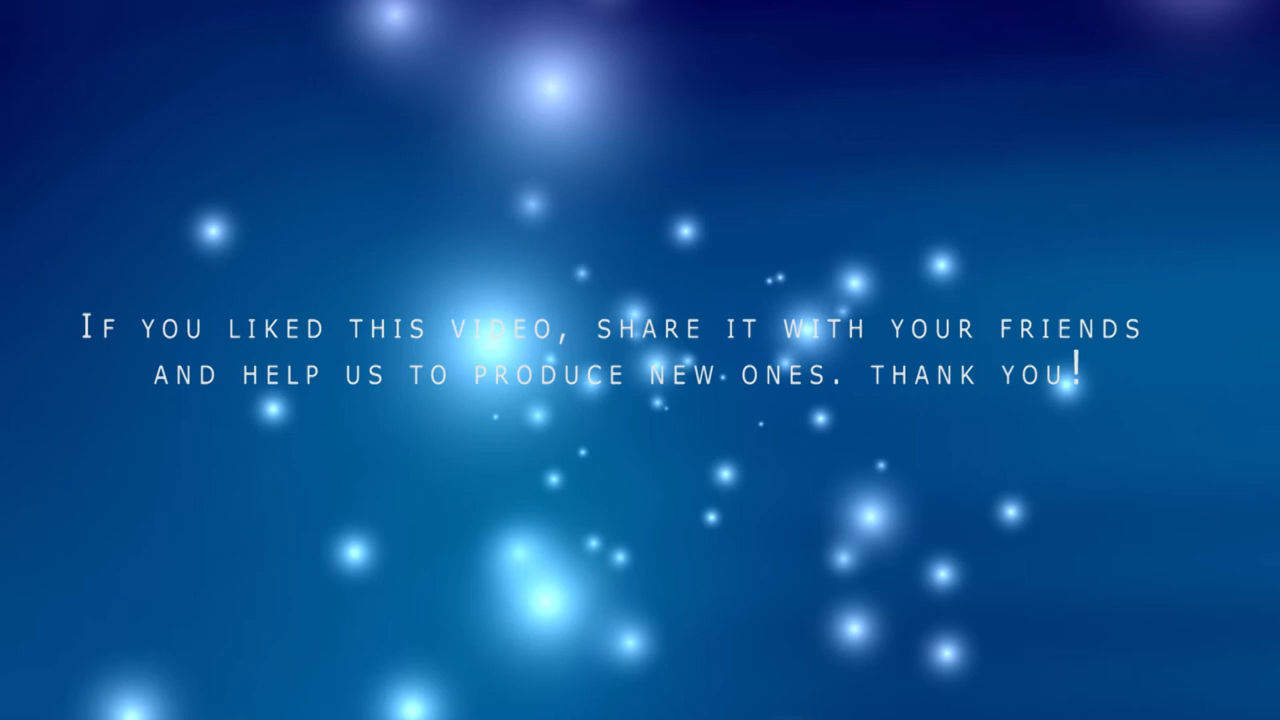 If you liked this video, share it with your friends
and help us to produce new ones. thank you!